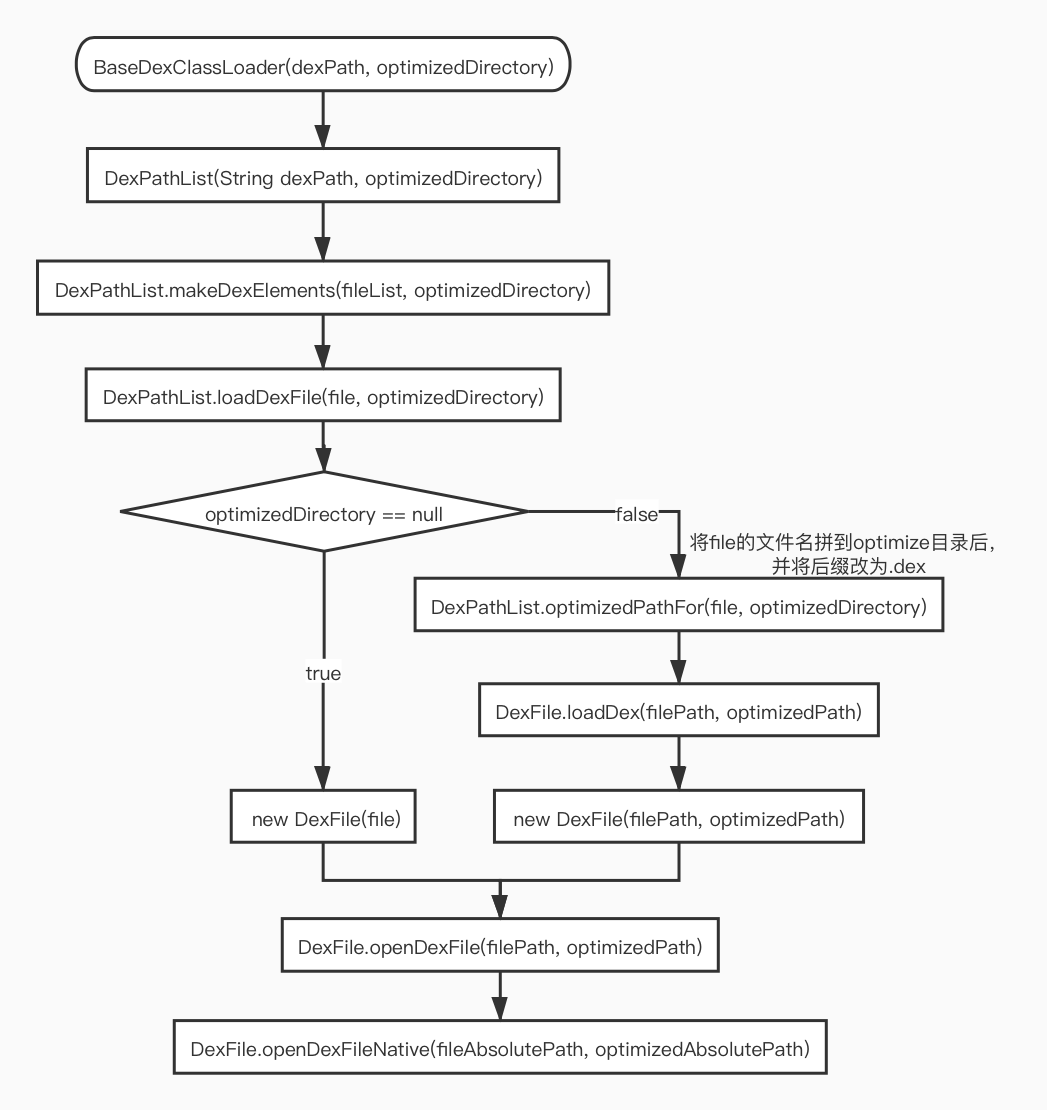 BaseDexClassLoader(dexPath, optimizedDirectory)
DexPathList(String dexPath, optimizedDirectory)
DexPathList.makeDexElements(fileList, optimizedDirectory)
DexPathList.loadDexFile(file, optimizedDirectory)
optimizedDirectory == null
false
将file的文件名拼到optimize目录后,
并将后缀改为.dex
DexPathList.optimizedPathFor(file, optimizedDirectory)
true
DexFile.loadDex(filePath, optimizedPath)
new DexFile(file)
new DexFile(filePath, optimizedPath)
DexFile.openDexFile(filePath, optimizedPath)
DexFile.openDexFileNative(fileAbsolutePath, optimizedAbsolutePath)